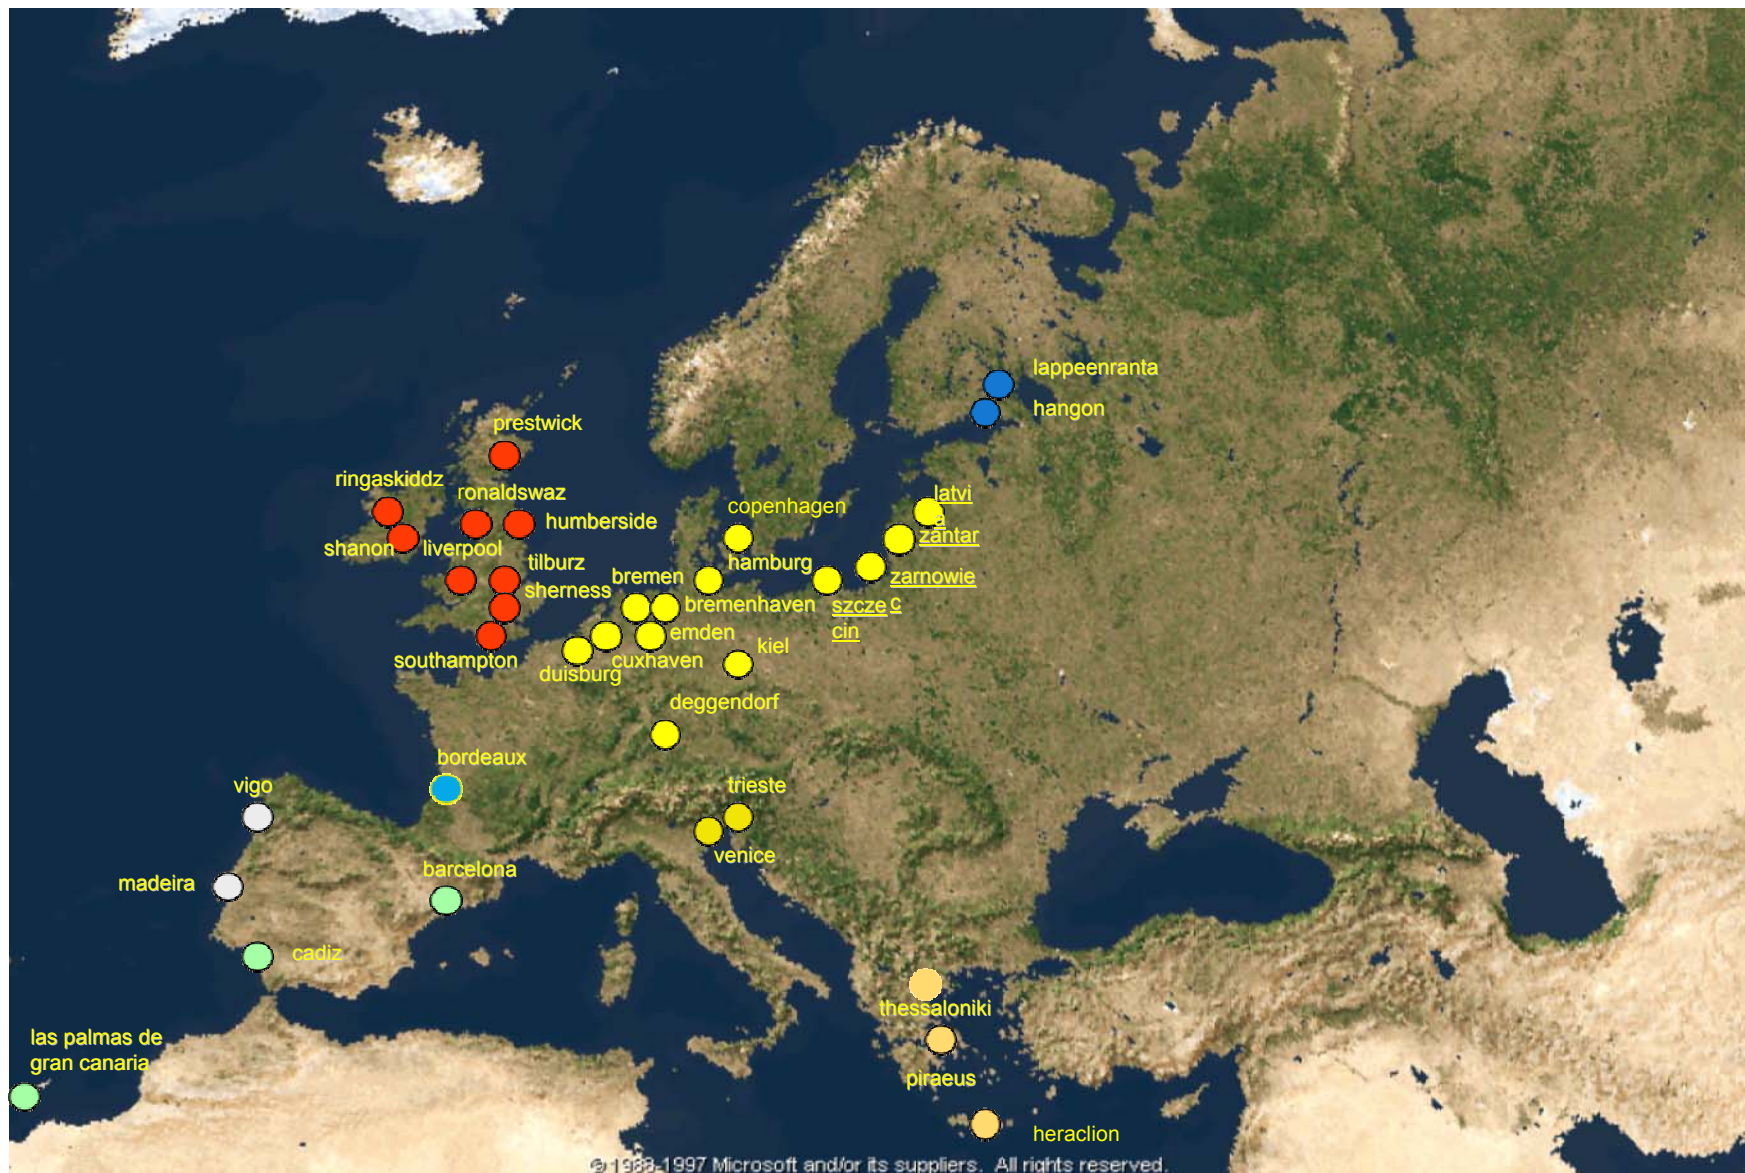 lappeenranta
hangon
prestwick
ringaskiddz
ronaldswaz
latvi
a
copenhagen
humberside
zantar
shanon
liverpool
tilburz
hamburg
bremen
zarnowie
c
sherness
bremenhaven
szcze
cin
emden
kiel
southampton
cuxhaven
duisburg
deggendorf
bordeaux
vigo
trieste
venice
barcelona
madeira
cadiz
thessaloniki
las palmas de
gran canaria
piraeus
heraclion
© 1988-1997 Microsoft and/or its suppliers. All rights reserved.